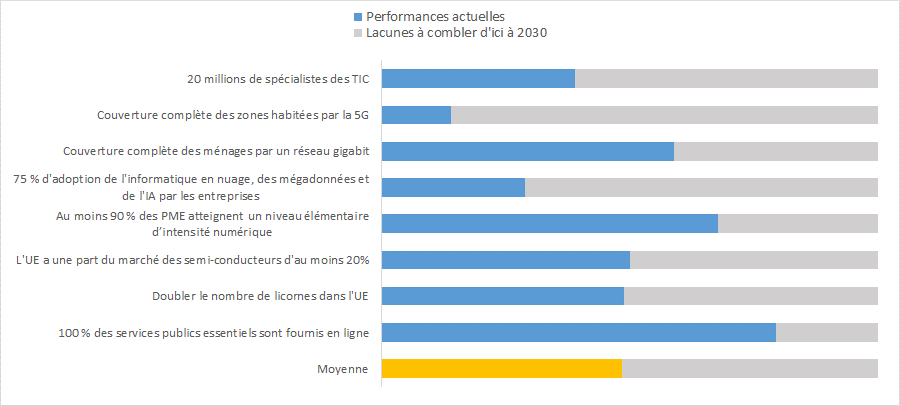 Performances actuelles
Lacunes à combler d'ici à 2030
20 millions de spécialistes des TIC
Couverture complète des zones habitées par la 5G
Couverture complète des ménages par un réseau gigabit
75 % d'adoption de l'informatique en nuage, des mégadonnées et
de l'IA par les entreprises
Au moins 90 % des PME atteignent un niveau élémentaire
d’intensité numérique
L'UE a une part du marché des semi-conducteurs d'au moins 20%
Doubler le nombre de licornes dans l'UE
100 % des services publics essentiels sont fournis en ligne
Moyenne